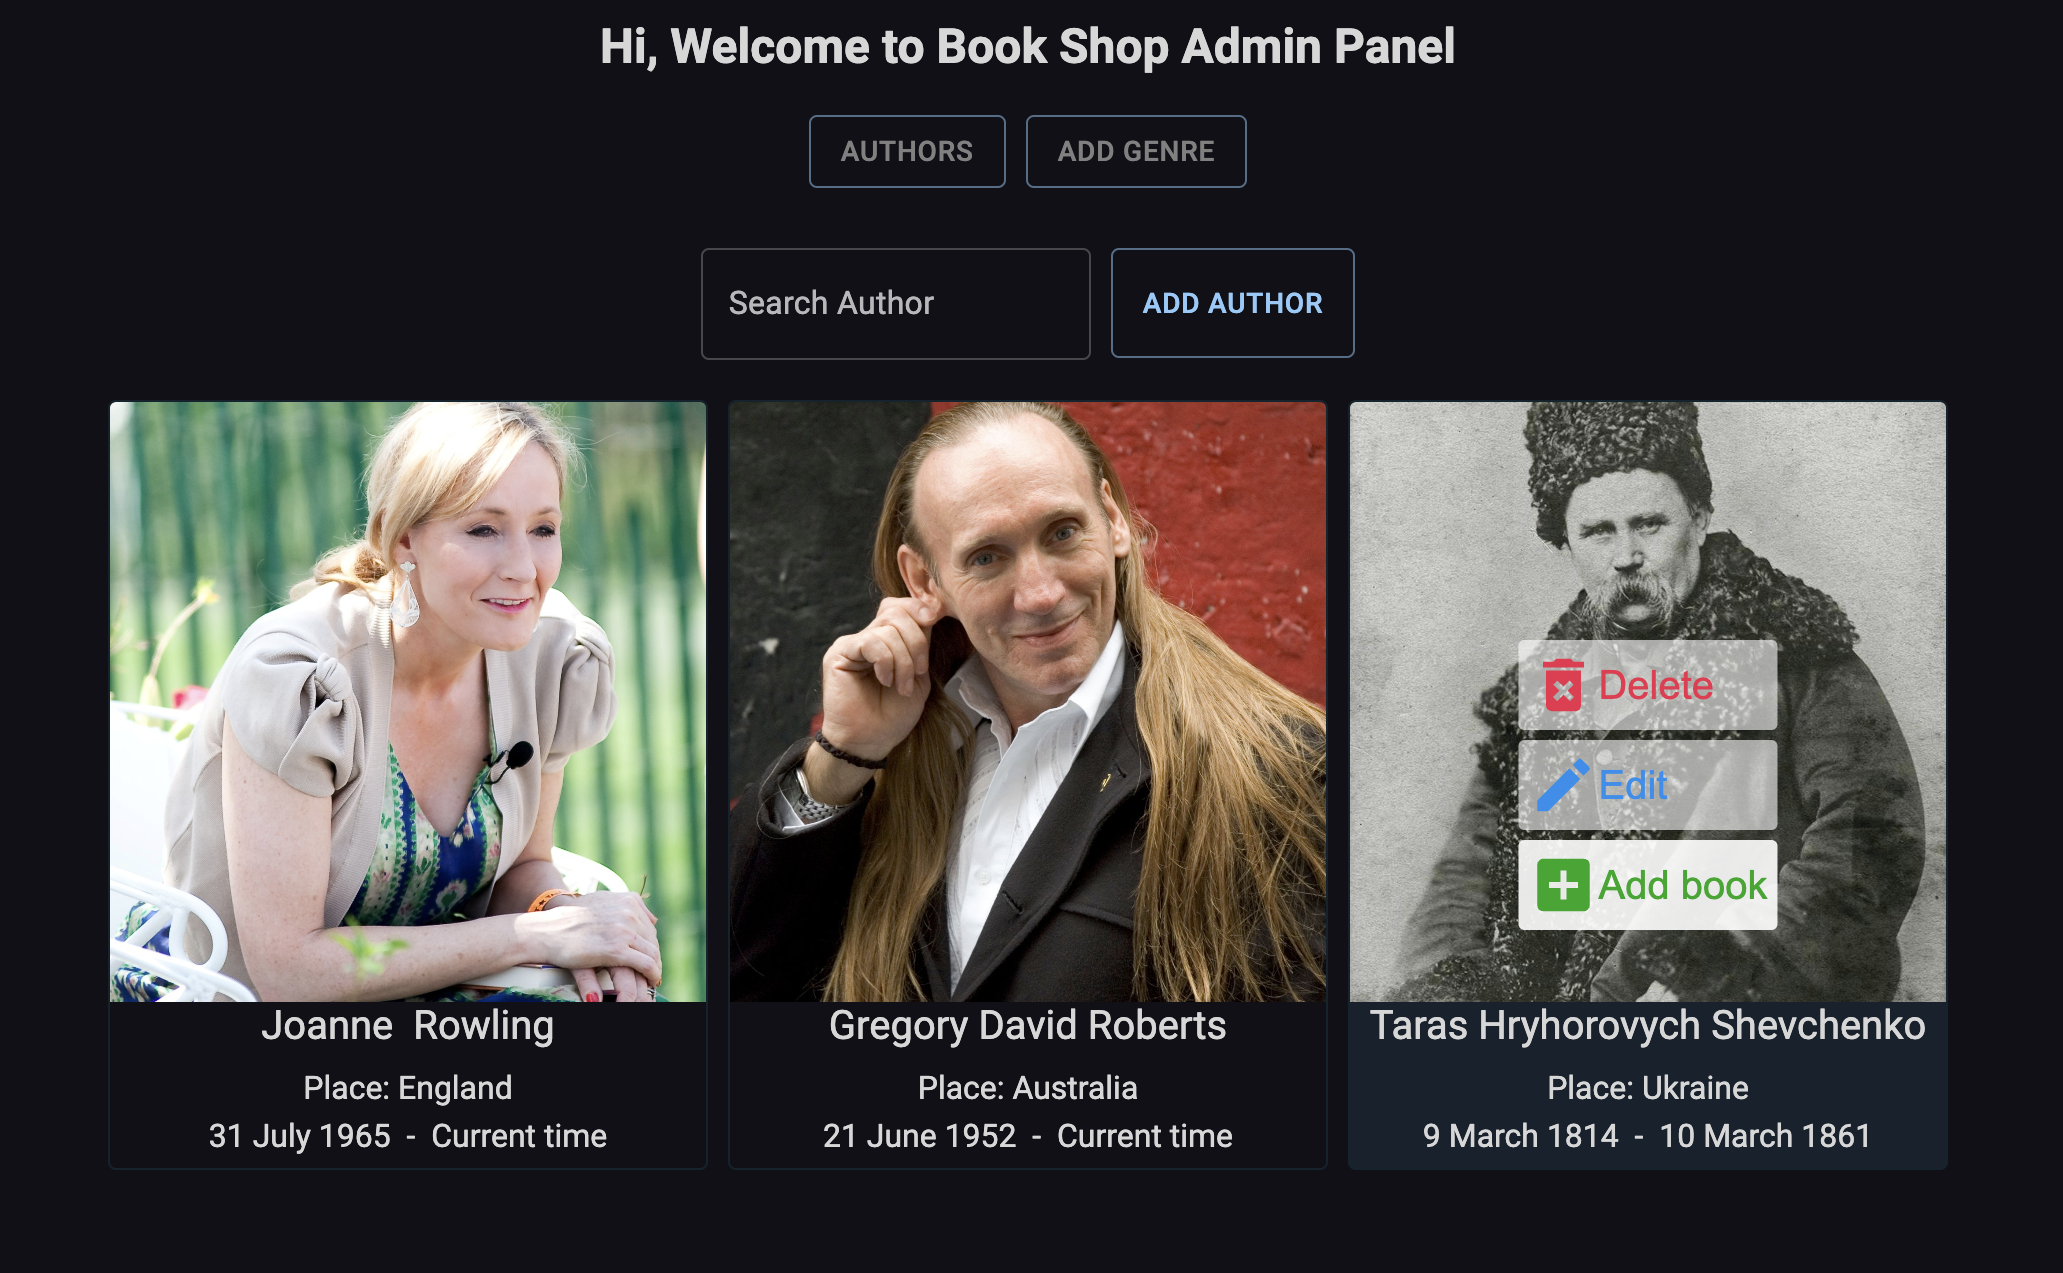 Hi, Welcome to Book Shop Admin Panel
AUTHORS
ADD GENRE
Search Author
ADD AUTHOR
Delete
Edit
Add book
Joanne  Rowling
Place: England
31 July 1965  -  Current time
Gregory David Roberts
Place: Australia
21 June 1952  -  Current time
Taras Hryhorovych Shevchenko
Place: Ukraine
9 March 1814  -  10 March 1861